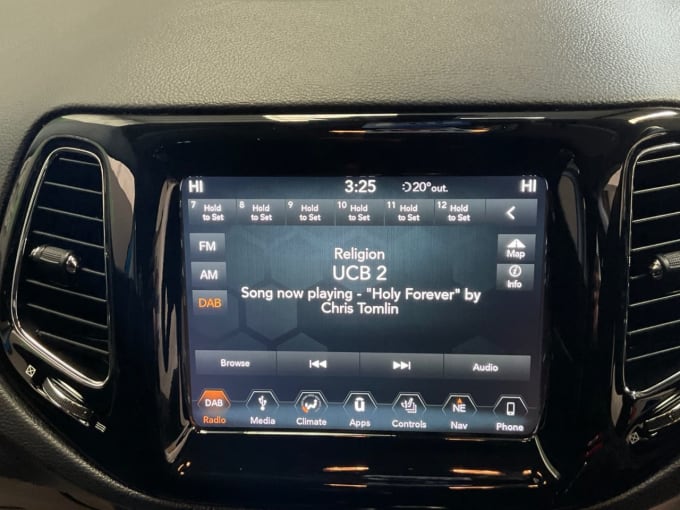 HI 3:25 20° out. HI
7 Hold to Set 8 Hold to Set 9 Hold to Set 10 Hold to Set 11 Hold to Set 12 Hold to Set
FM
AM
DAB
Religion
UCB 2
Song now playing - "Holy Forever" by
Chris Tomlin
Map
Info
Browse Audio
DAB NE
Radio Media Climate Apps Controls Nav Phone